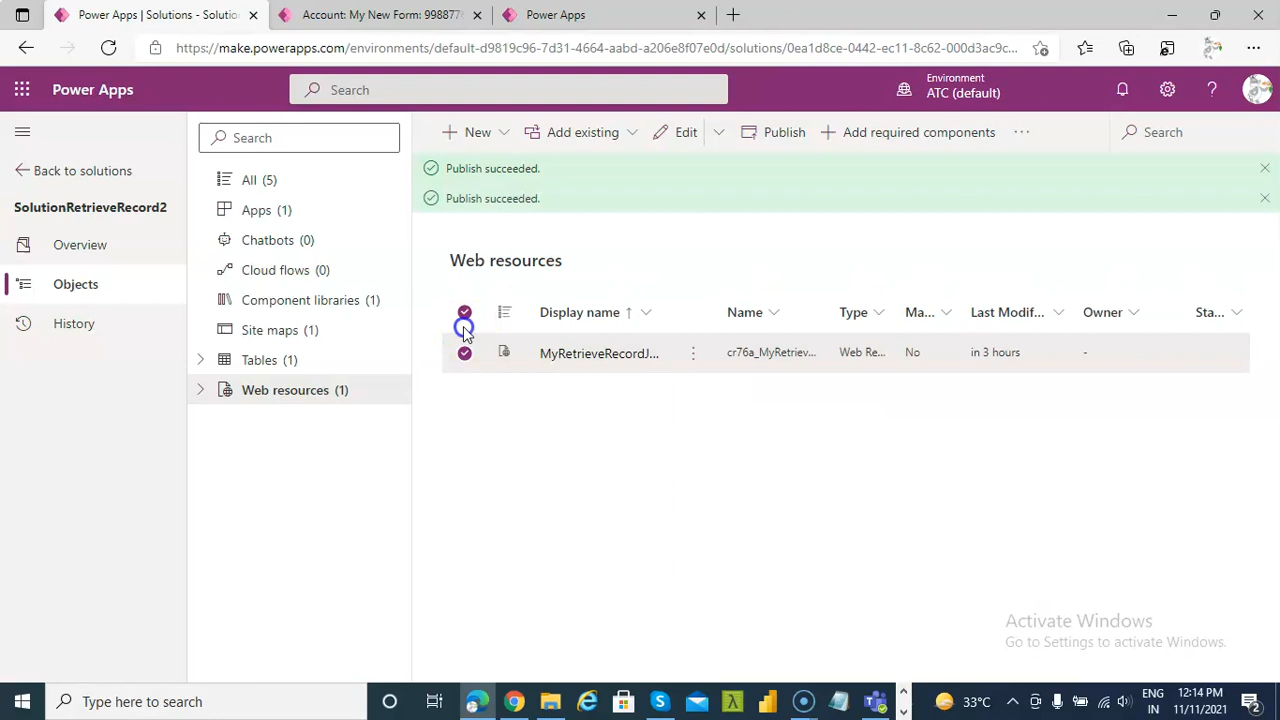 Power Apps | Solutions - Solutio
Account: My New Form: 9988776
Power Apps
https://make.powerapps.com/environments/default-d9819c96-7d31-4664-aabd-a206e8f07e0d/solutions/0ea1d8ce-0442-ec11-8c62-000d3ac9c...
Power Apps
Search
Environment
ATC (default)
Search
New
Add existing
Edit
Publish
Add required components
Search
Back to solutions
All (5)
Publish succeeded.
Publish succeeded.
SolutionRetrieveRecord2
Apps (1)
Overview
Chatbots (0)
Web resources
Objects
Cloud flows (0)
Component libraries (1)
Display name ↑
Name
Type
Ma...
Last Modif...
Owner
Sta...
History
Site maps (1)
Tables (1)
MyRetrieveRecordJ...
cr76a_MyRetriev...
Web Re...
No
in 3 hours
-
Web resources (1)
Activate Windows
Go to Settings to activate Windows.
Type here to search
33°C
ENG
IN
12:14 PM
11/11/2021
2